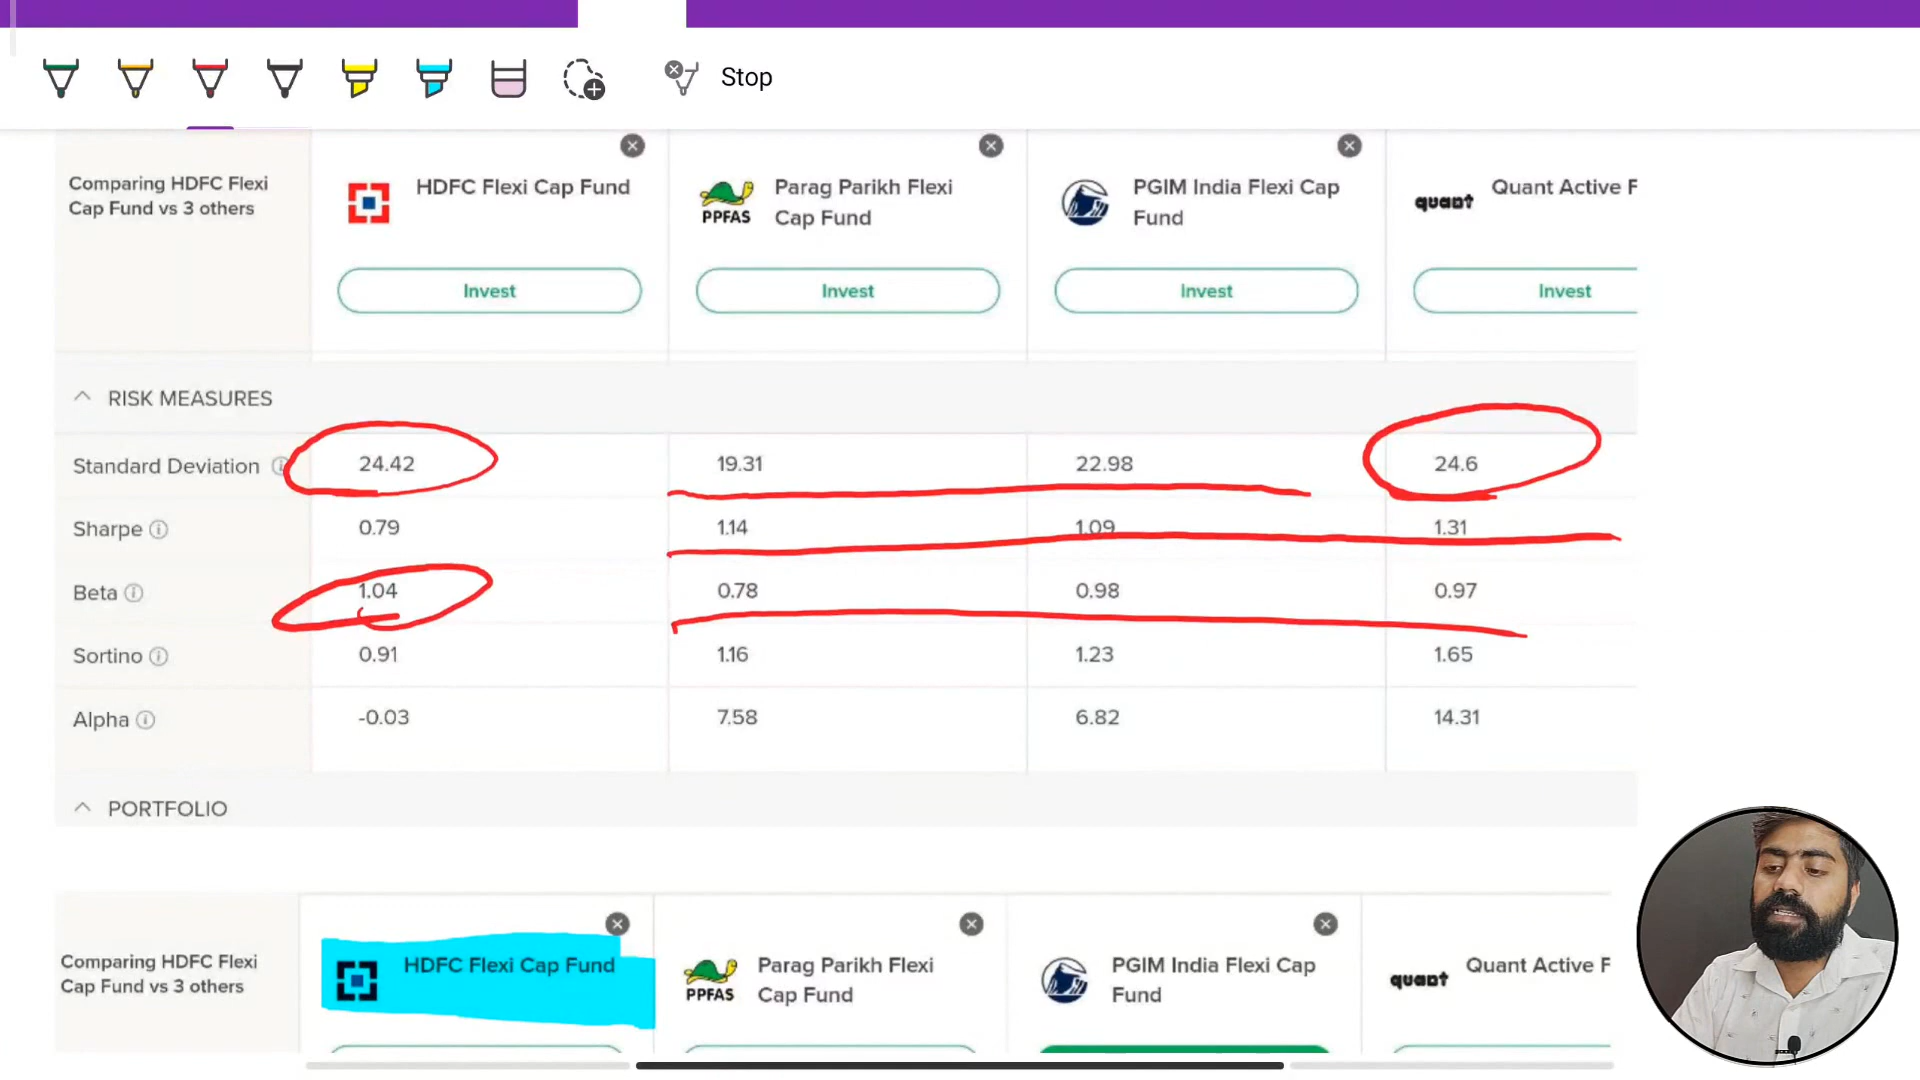 Stop
Comparing HDFC Flexi
Cap Fund vs 3 others
HDFC Flexi Cap Fund
PPFAS
Parag Parikh Flexi
Cap Fund
PGIM India Flexi Cap
Fund
quant
Quant Active F
Invest
Invest
Invest
Invest
RISK MEASURES
Standard Deviation 24.42 19.31 22.98 24.6
Sharpe 0.79 1.14 1.09 1.31
Beta 1.04 0.78 0.98 0.97
Sortino 0.91 1.16 1.23 1.65
Alpha -0.03 7.58 6.82 14.31
PORTFOLIO
Comparing HDFC Flexi
Cap Fund vs 3 others
HDFC Flexi Cap Fund
PPFAS
Parag Parikh Flexi
Cap Fund
PGIM India Flexi Cap
Fund
quant
Quant Active F